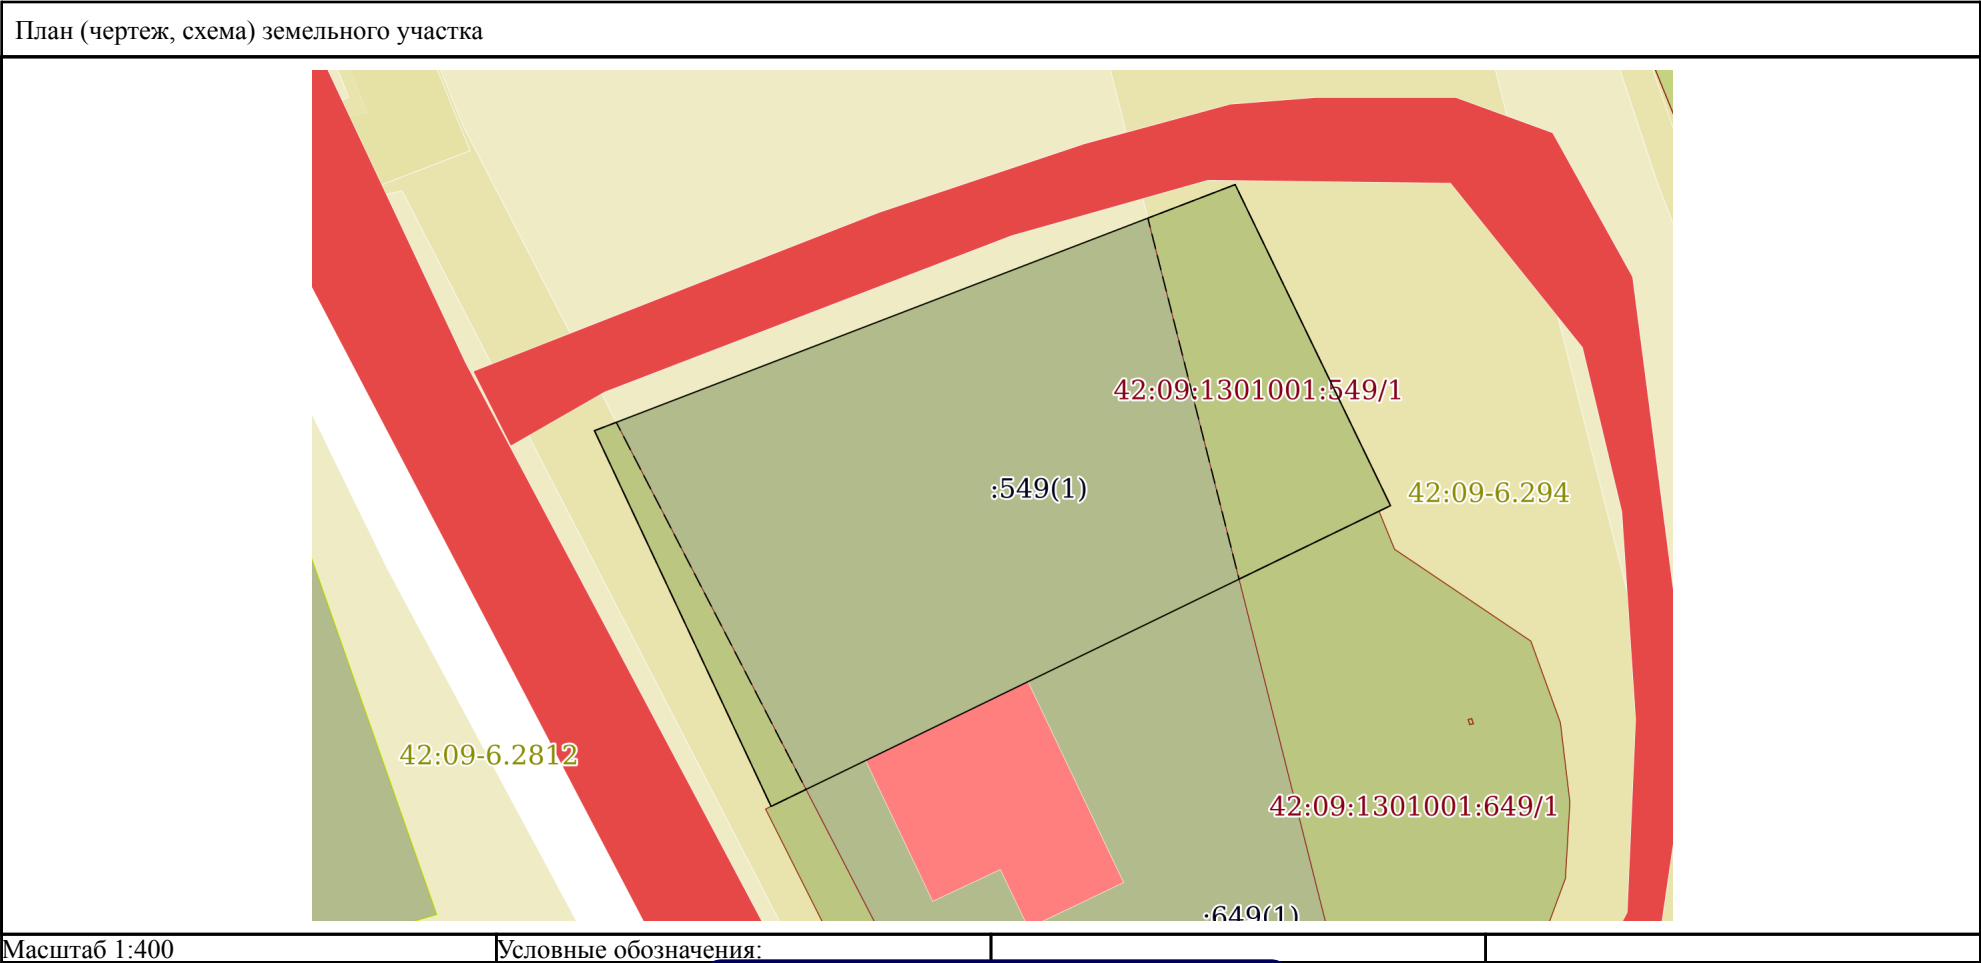 План (чертеж, схема) земельного участка
42:09:1301001:549/1
:549(1)
42:09-6.294
42:09-6.2812
42:09:1301001:649/1
:649(1)
Масштаб 1:400
Условные обозначения: